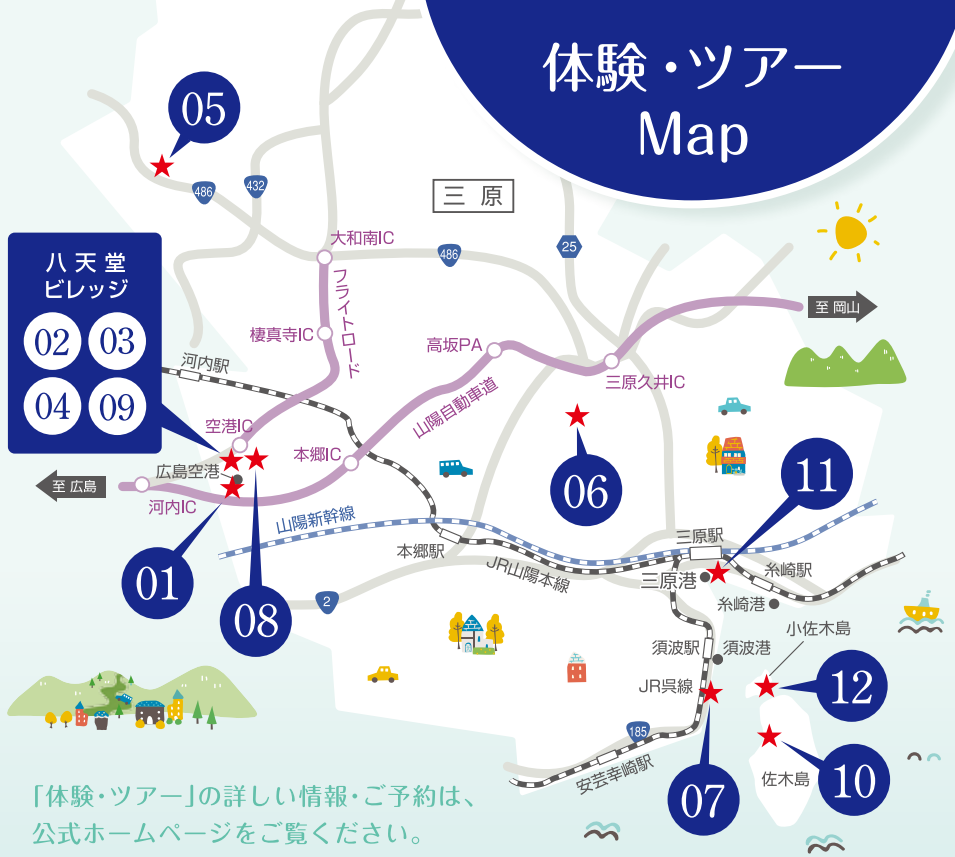 体験・ツアー
Map
05
486
432
三原
大和南IC
486
25
八天堂
ビレッジ
02 03
04 09
フライトロード
棲真寺IC
河内駅
高坂PA
至 岡山
三原久井IC
山陽自動車道
空港IC
本郷IC
広島空港
至 広島
河内IC
06
11
山陽新幹線
本郷駅
JR山陽本線
三原駅
三原港
糸崎駅
糸崎港
01
08
2
小佐木島
須波駅
須波港
JR呉線
12
185
安芸幸崎駅
07
佐木島
10
「体験・ツアー」の詳しい情報・ご予約は、
公式ホームページをご覧ください。